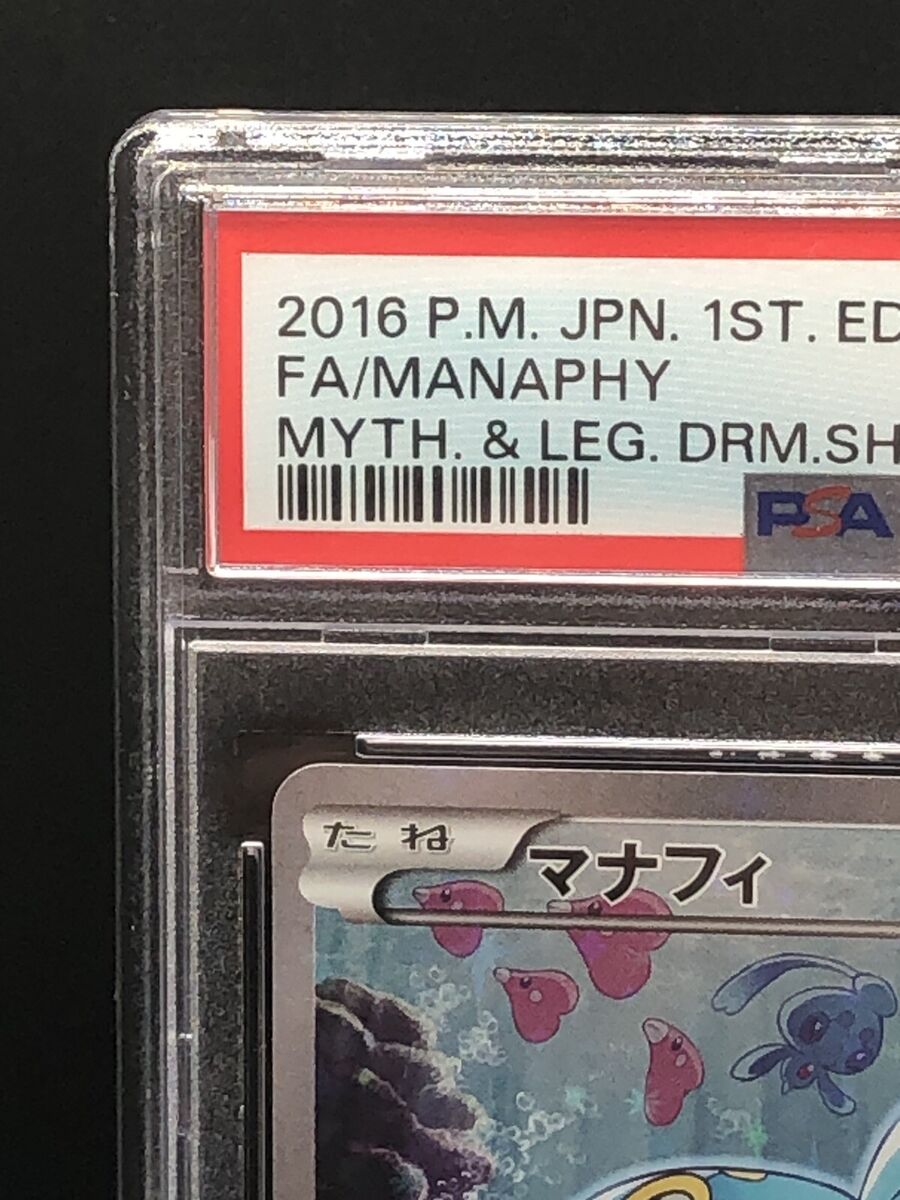 2016 P.M. JPN. 1ST. ED
FA/MANAPHY
MYTH. & LEG. DRM.SH
PSA
たね マナフィ